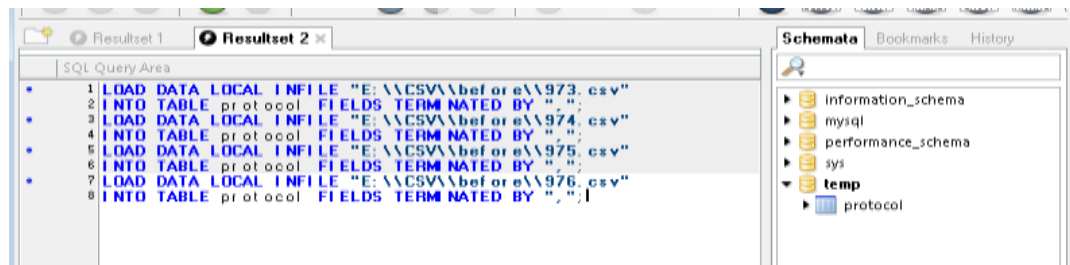 Resultset 1
Resultset 2
SQL Query Area
1 LOAD DATA LOCAL INFILE "E:\\CSV\\before\\973.csv"
2 INTO TABLE protocol FIELDS TERMINATED BY ",";
3 LOAD DATA LOCAL INFILE "E:\\CSV\\before\\974.csv"
4 INTO TABLE protocol FIELDS TERMINATED BY ",";
5 LOAD DATA LOCAL INFILE "E:\\CSV\\before\\975.csv"
6 INTO TABLE protocol FIELDS TERMINATED BY ",";
7 LOAD DATA LOCAL INFILE "E:\\CSV\\before\\976.csv"
8 INTO TABLE protocol FIELDS TERMINATED BY ",";
Schemata Bookmarks History
information_schema
mysql
performance_schema
sys
temp
protocol